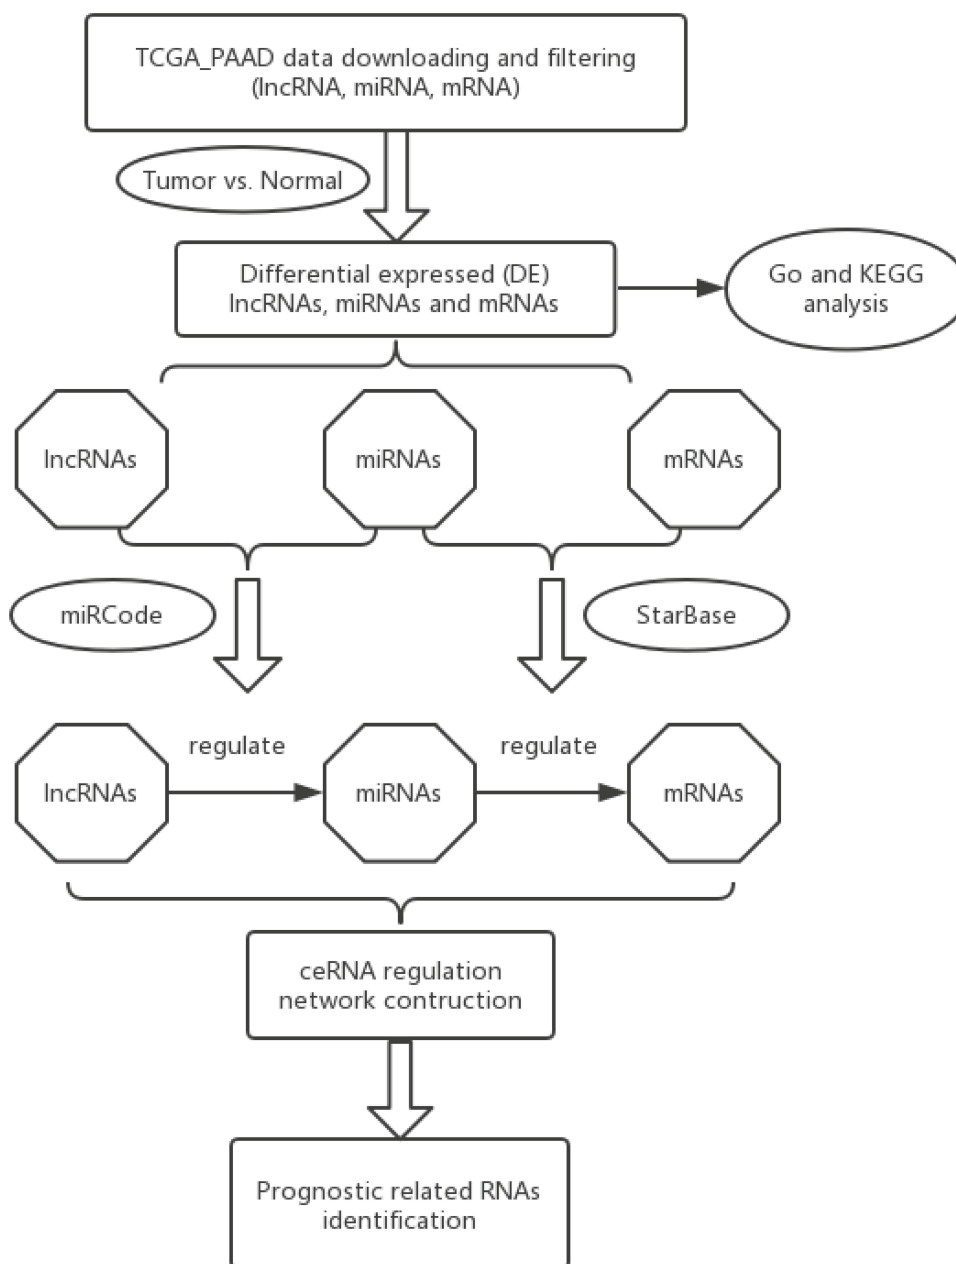 TCGA_PAAD data downloading and filtering
(lncRNA, miRNA, mRNA)
Tumor vs. Normal
Differential expressed (DE)
lncRNAs, miRNAs and mRNAs
Go and KEGG
analysis
lncRNAs
miRNAs
mRNAs
miRCode
StarBase
regulate
regulate
lncRNAs
miRNAs
mRNAs
ceRNA regulation
network contruction
Prognostic related RNAs
identification